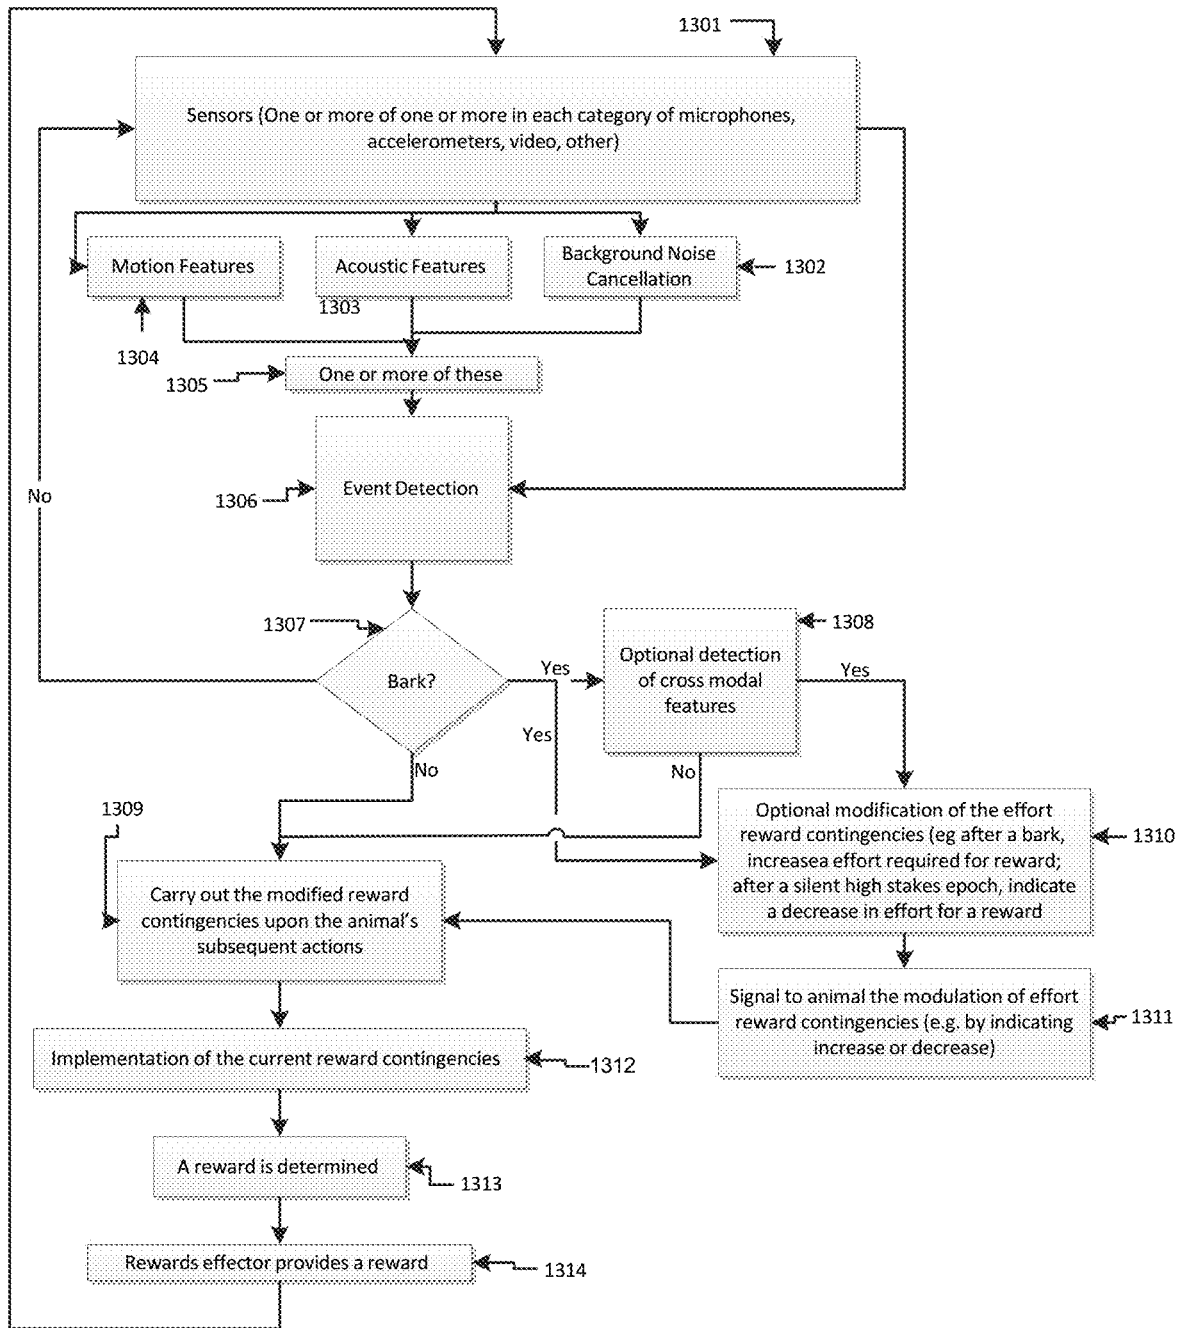 1301
Sensors (One or more of one or more in each category of microphones,
accelerometers, video, other)
Motion Features
Acoustic Features
Background Noise
Cancellation
1302
1303
1304
1305
One or more of these
No
1306
Event Detection
1307
Bark?
Yes
Yes
No
1308
Optional detection
of cross modal
features
Yes
No
1309
Carry out the modified reward
contingencies upon the animal's
subsequent actions
Optional modification of the effort
reward contingencies (eg after a bark,
increasea effort required for reward;
after a silent high stakes epoch, indicate
a decrease in effort for a reward
1310
Signal to animal the modulation of effort
reward contingencies (e.g. by indicating
increase or decrease)
1311
Implementation of the current reward contingencies
1312
A reward is determined
1313
Rewards effector provides a reward
1314